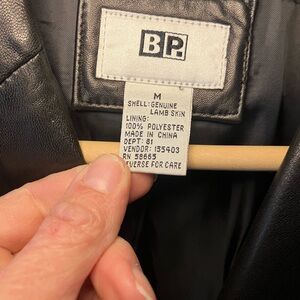 BP.
M
SHELL: GENUINE
LAMB SKIN
LINING:
100% POLYESTER
MADE IN CHINA
DEPT: 81
VENDOR: 155403
RN 58665
REVERSE FOR CARE